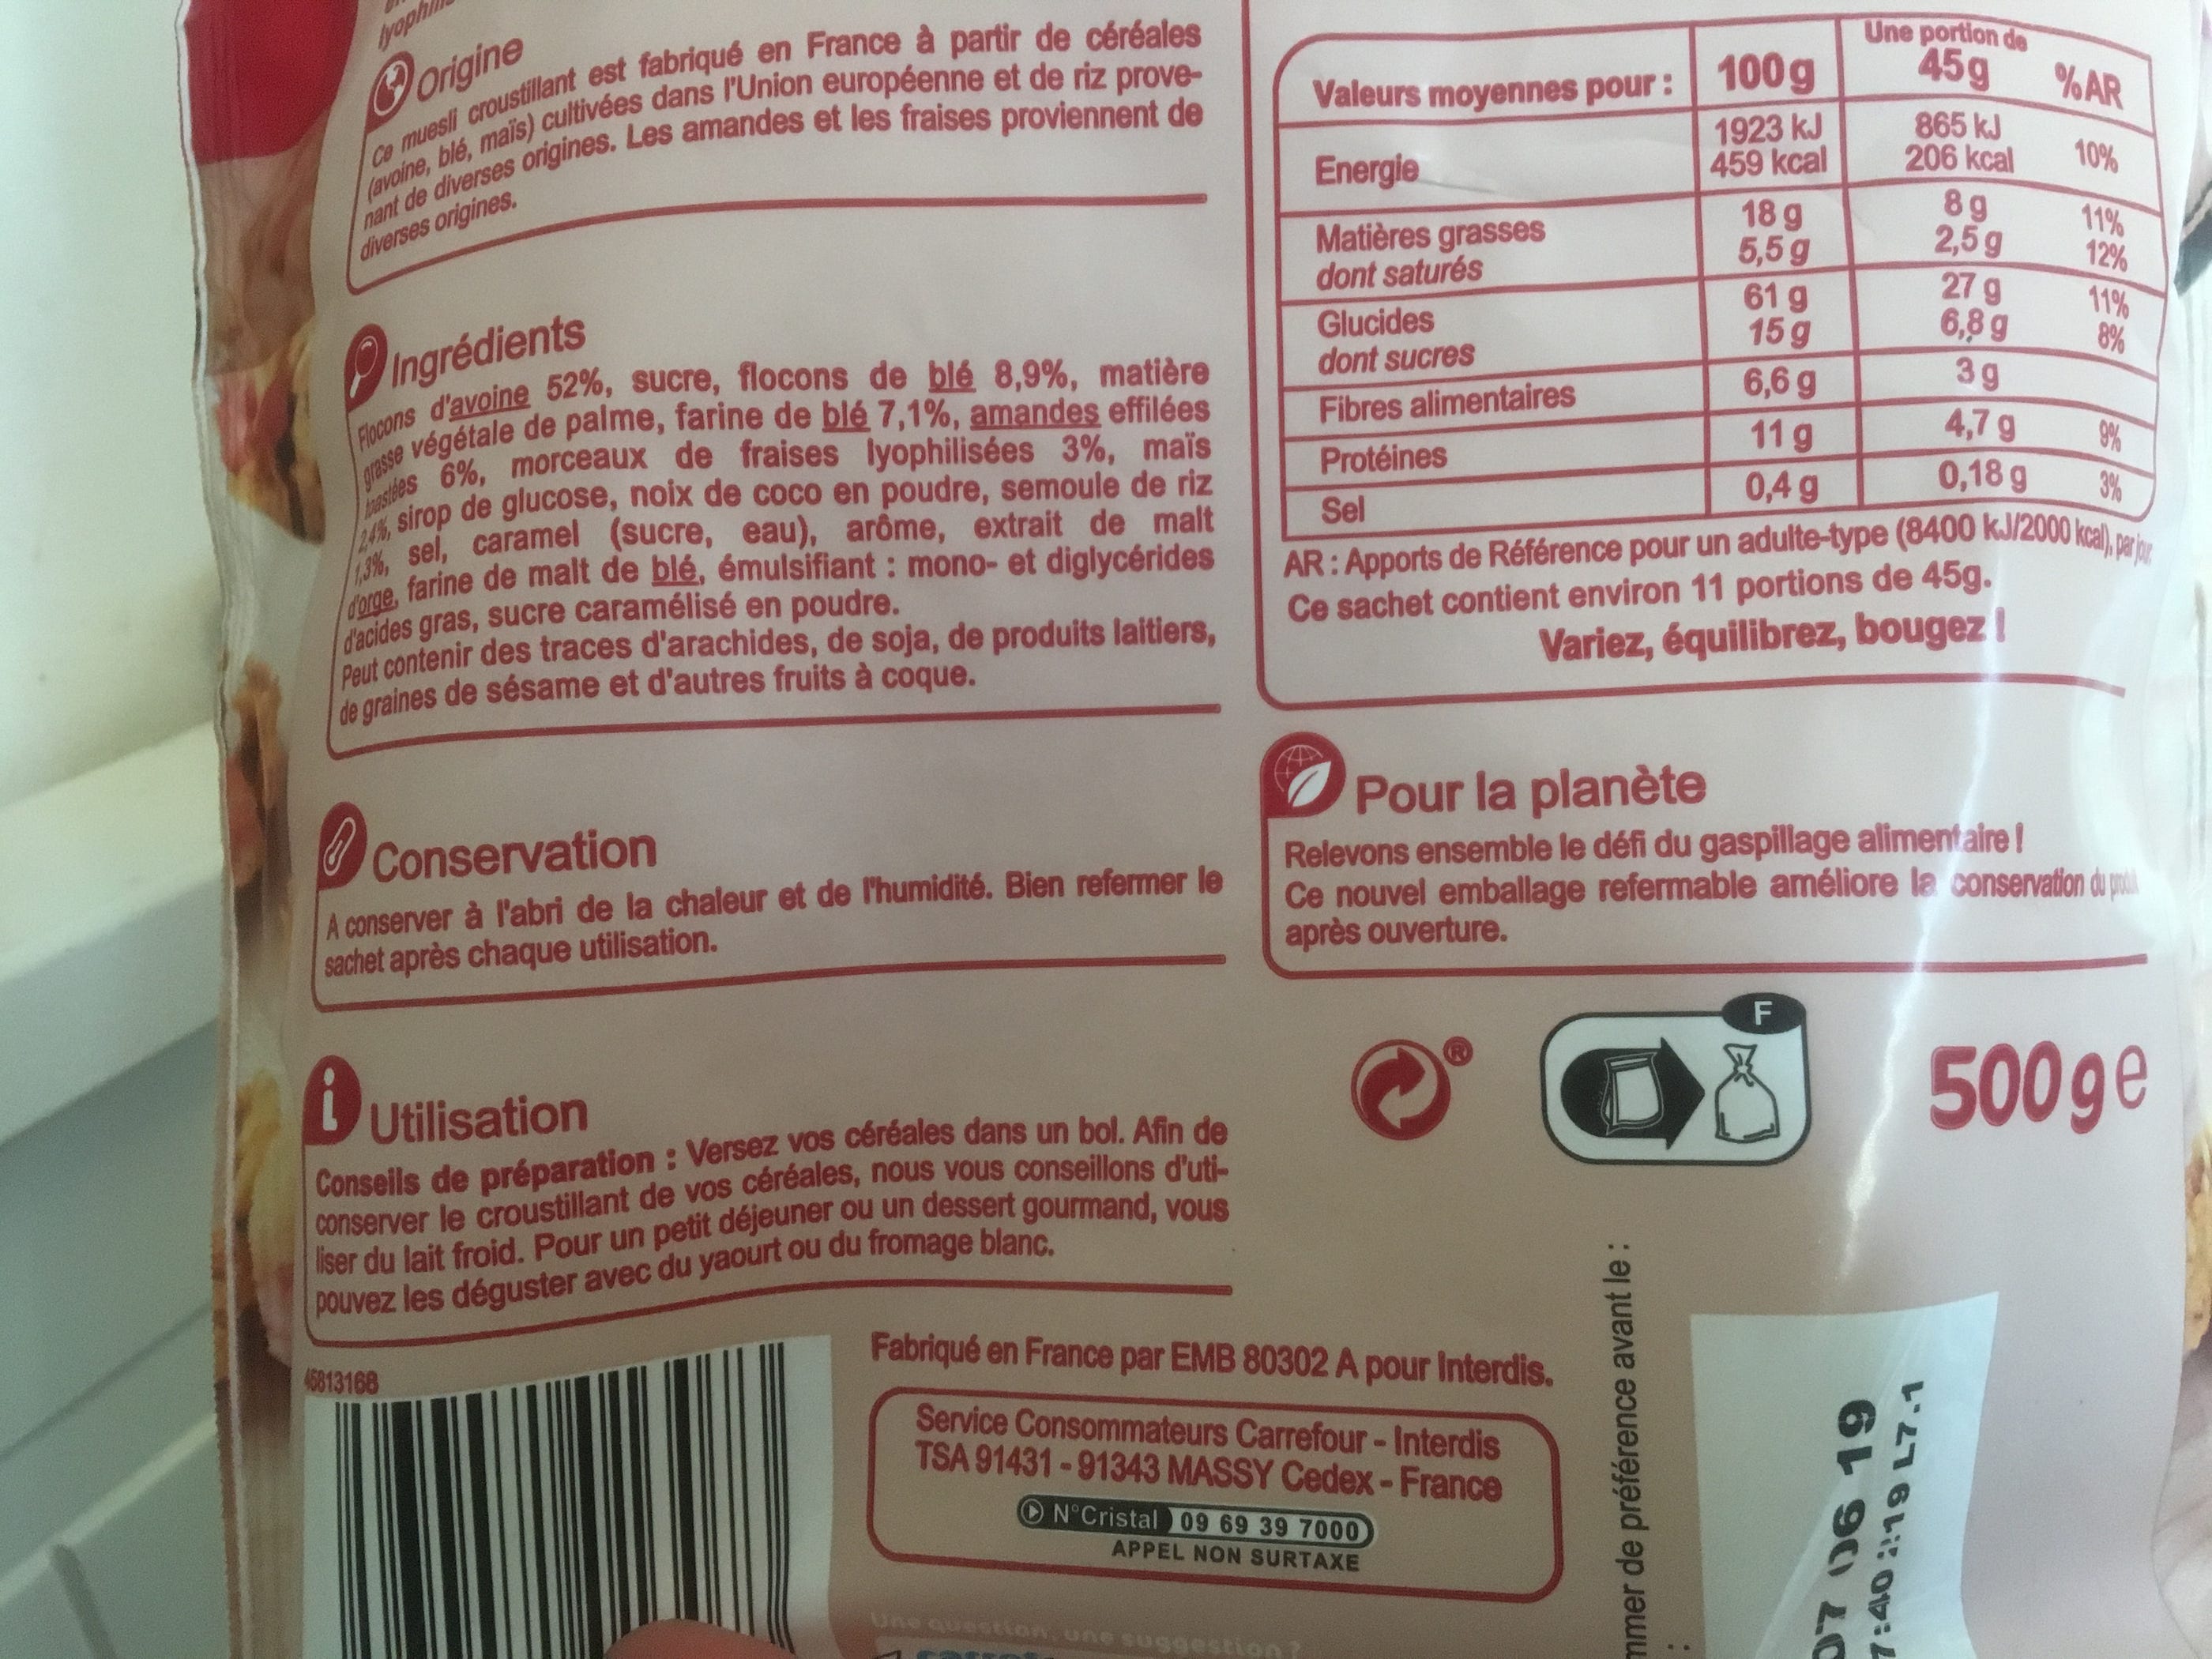 Origine
Ce muesli croustillant est fabriqué en France à partir de céréales
(avoine, blé, maïs) cultivées dans l'Union européenne et de riz prove-
nant de diverses origines. Les amandes et les fraises proviennent de
diverses origines.
Ingrédients
Flocons d'avoine 52%, sucre, flocons de blé 8,9%, matière
grasse végétale de palme, farine de blé 7,1%, amandes effilées
toastées 6%, morceaux de fraises lyophilisées 3%, maïs
2,4%, sirop de glucose, noix de coco en poudre, semoule de riz
1,3%, sel, caramel (sucre, eau), arôme, extrait de malt
d'orge, farine de malt de blé, émulsifiant : mono- et diglycérides
d'acides gras, sucre caramélisé en poudre.
Peut contenir des traces d'arachides, de soja, de produits laitiers,
de graines de sésame et d'autres fruits à coque.
Conservation
A conserver à l'abri de la chaleur et de l'humidité. Bien refermer le
sachet après chaque utilisation.
i Utilisation
Conseils de préparation : Versez vos céréales dans un bol. Afin de
conserver le croustillant de vos céréales, nous vous conseillons d'uti-
liser du lait froid. Pour un petit déjeuner ou un dessert gourmand, vous
pouvez les déguster avec du yaourt ou du fromage blanc.
46813168
Valeurs moyennes pour : 100g Une portion de 45g %AR
Energie 1923 kJ 459 kcal 865 kJ 206 kcal 10%
Matières grasses 18 g 8 g 11%
dont saturés 5,5 g 2,5 g 12%
Glucides 61 g 27 g 11%
dont sucres 15 g 6,8 g 8%
Fibres alimentaires 6,6 g 3 g
Protéines 11 g 4,7 g 9%
Sel 0,4 g 0,18 g 3%
AR : Apports de Référence pour un adulte-type (8400 kJ/2000 kcal), par jour
Ce sachet contient environ 11 portions de 45g.
Variez, équilibrez, bougez !
Pour la planète
Relevons ensemble le défi du gaspillage alimentaire !
Ce nouvel emballage refermable améliore la conservation du produit
après ouverture.
®
F
500g e
Fabriqué en France par EMB 80302 A pour Interdis.
Service Consommateurs Carrefour - Interdis
TSA 91431 - 91343 MASSY Cedex - France
N°Cristal 09 69 39 7000
APPEL NON SURTAXE
Une question, une suggestion ?
de préférence avant le :
07 06 19
7:40 2:19 L7.1